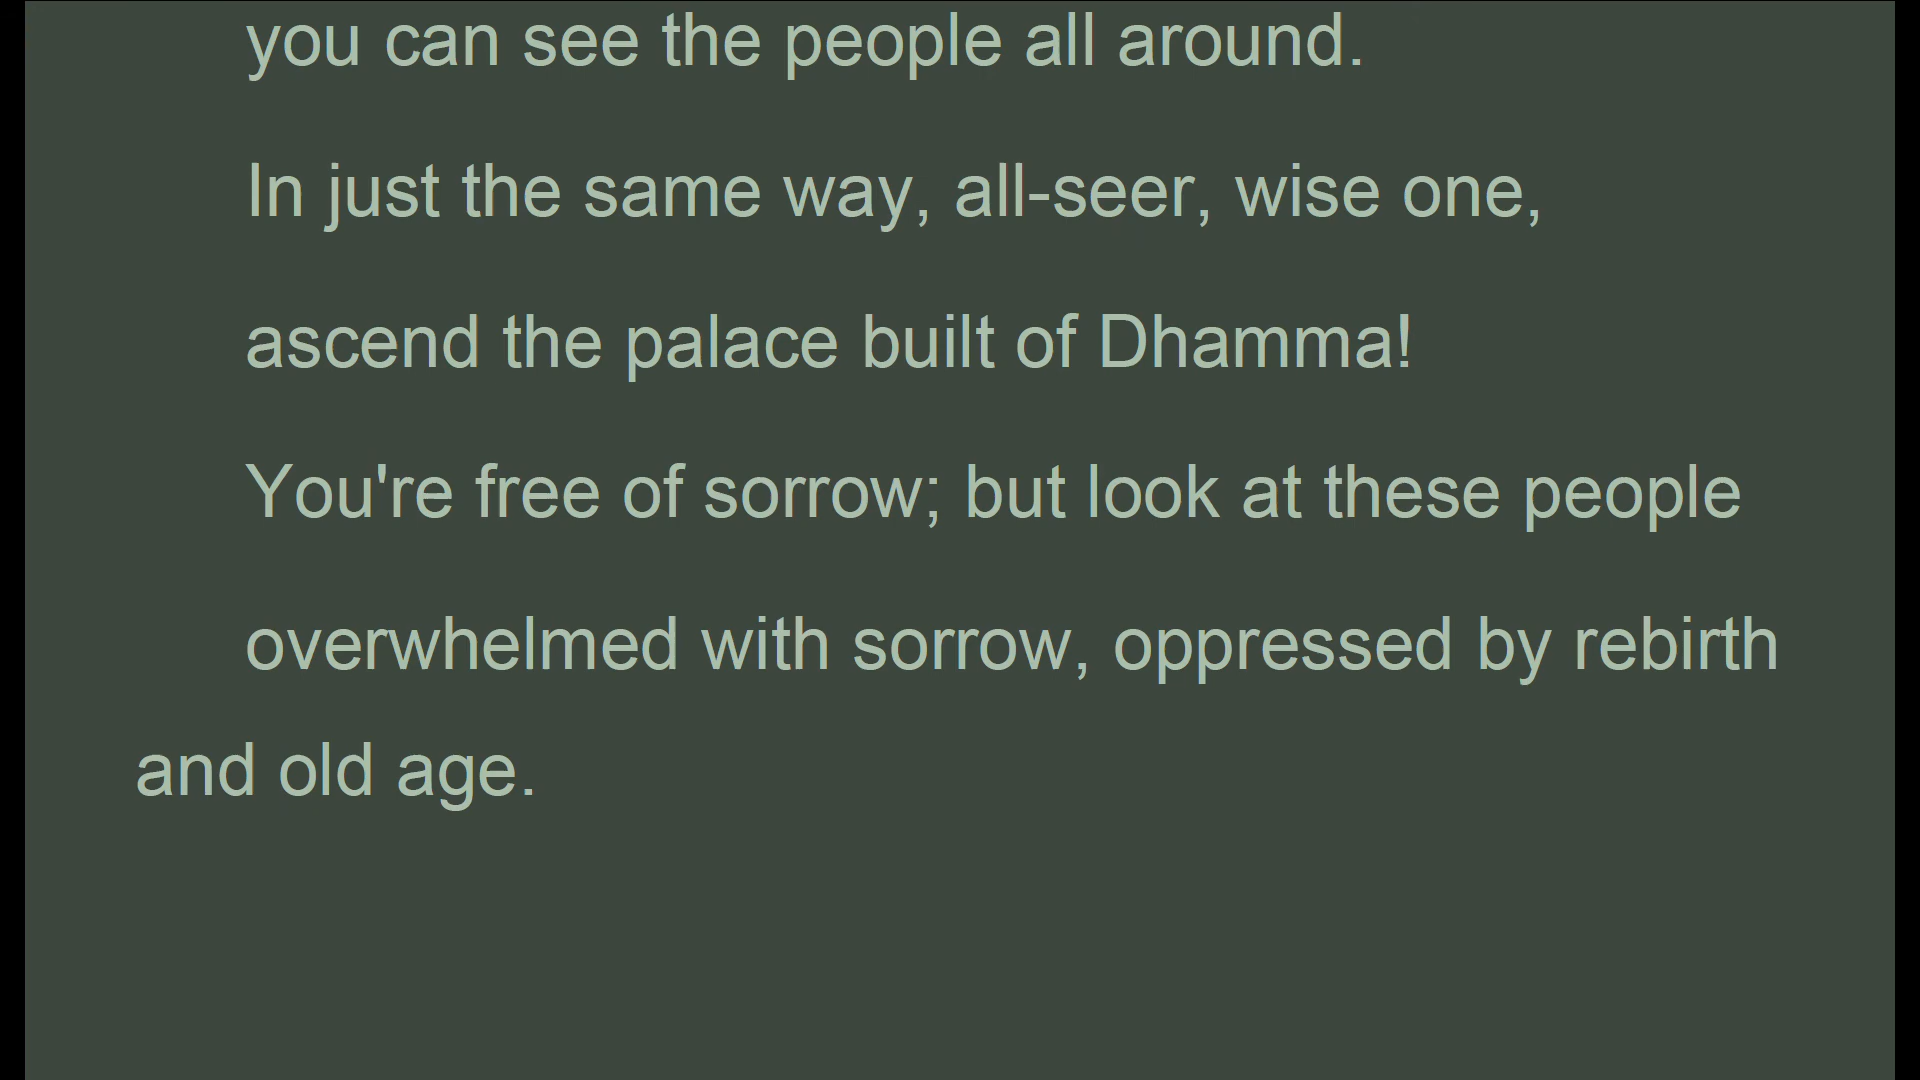 you can see the people all around.
In just the same way, all-seer, wise one,
ascend the palace built of Dhamma!
You're free of sorrow; but look at these people
overwhelmed with sorrow, oppressed by rebirth
and old age.